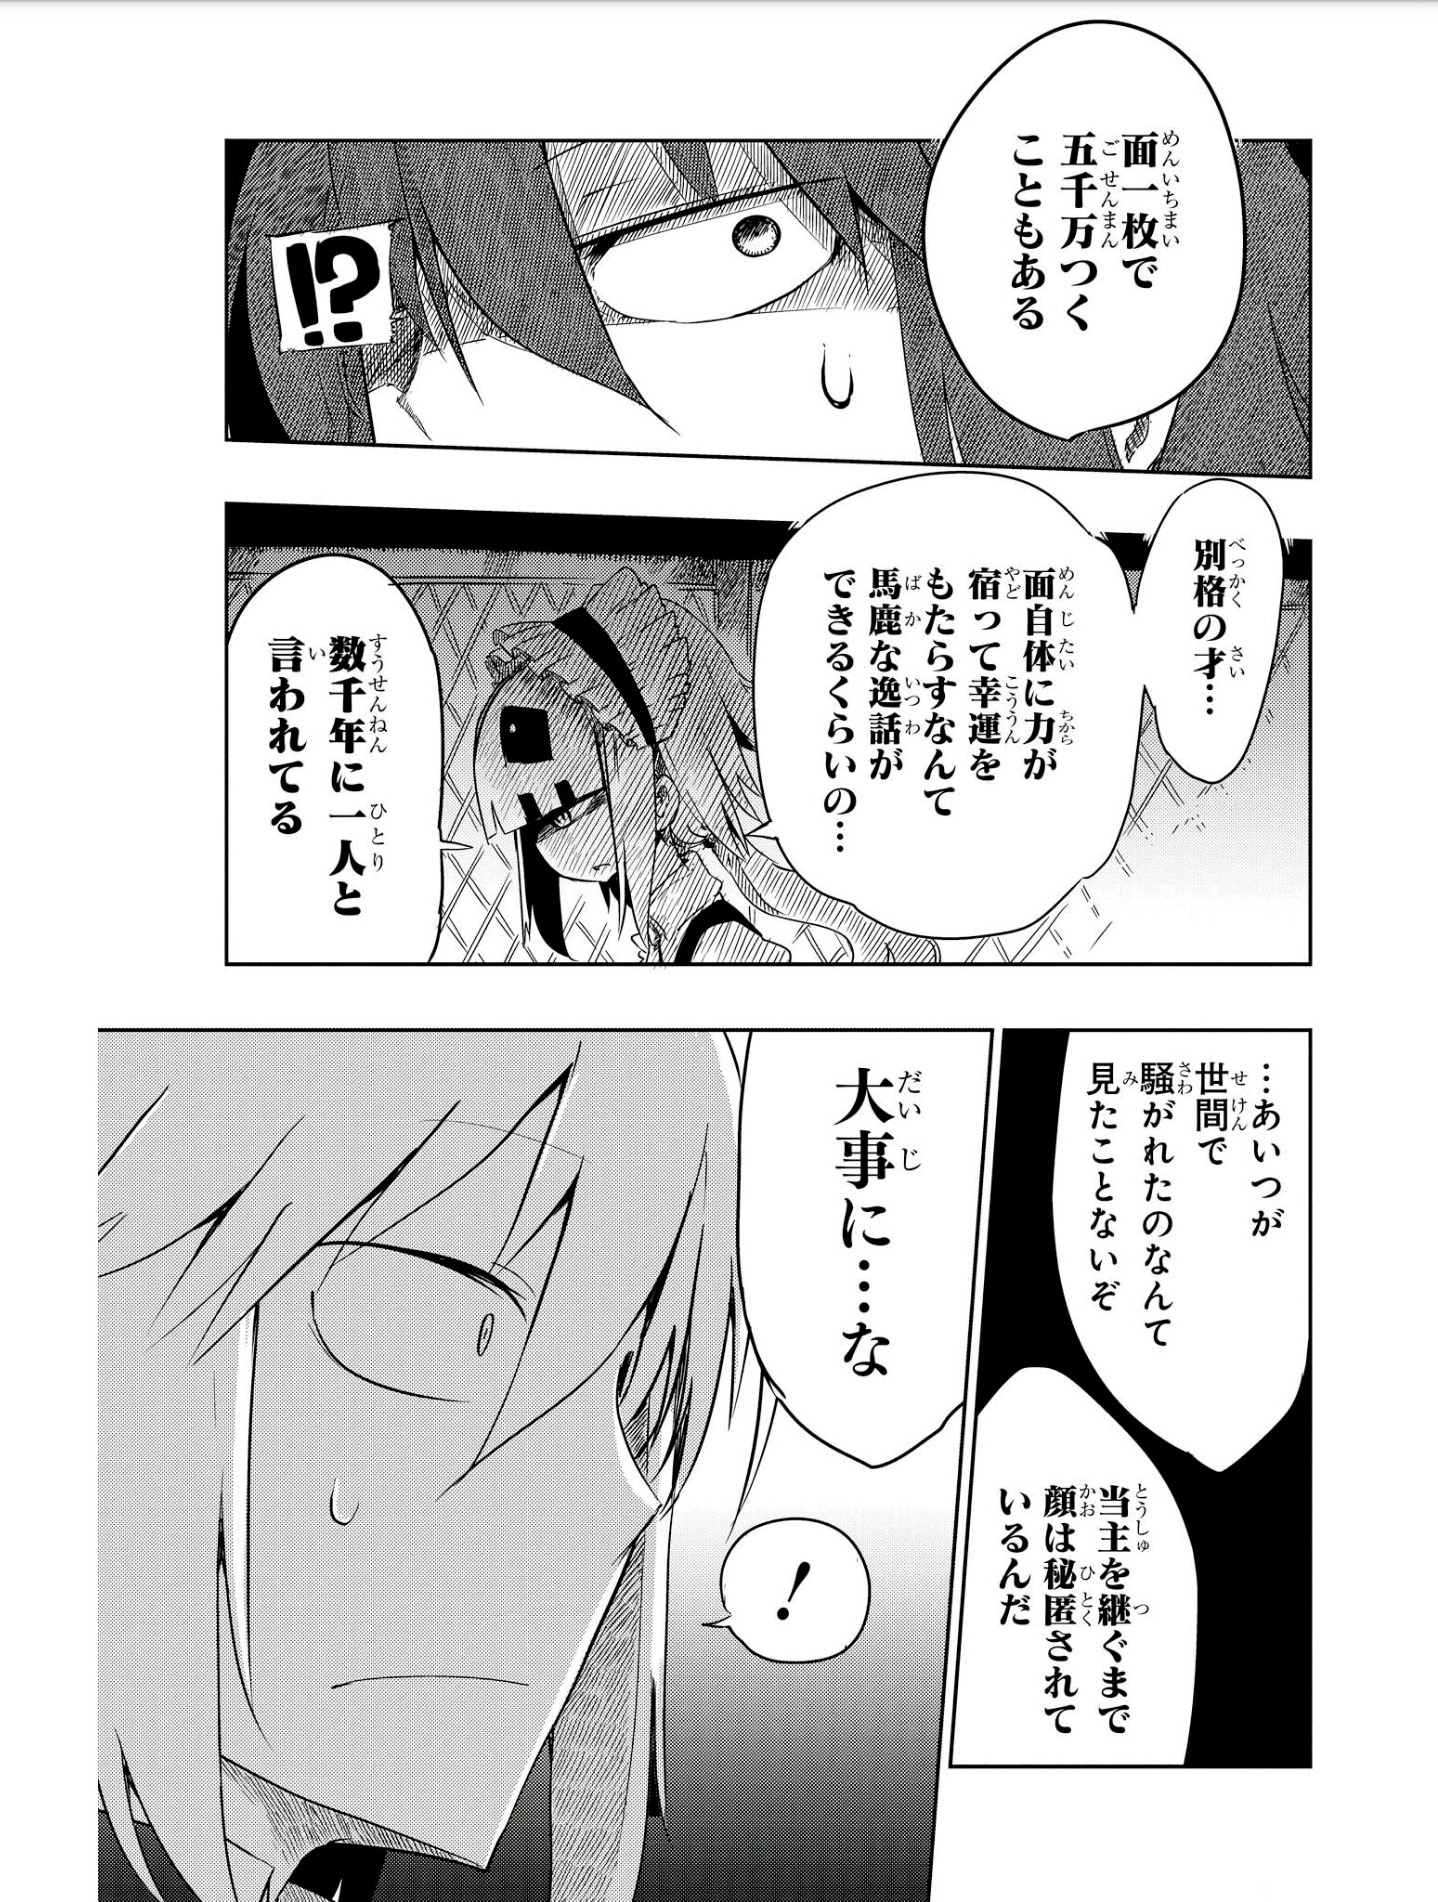 面一枚で
五千万つく
こともある
!?
別格の才…
面自体に力が
宿って幸運を
もたらすなんて
馬鹿な逸話が
できるくらいの…
数千年に一人と
言われてる
…あいつが
世間で
騒がれたのなんて
見たことないぞ
当主を継ぐまで
顔は秘匿されて
いるんだ
大事に…な
!